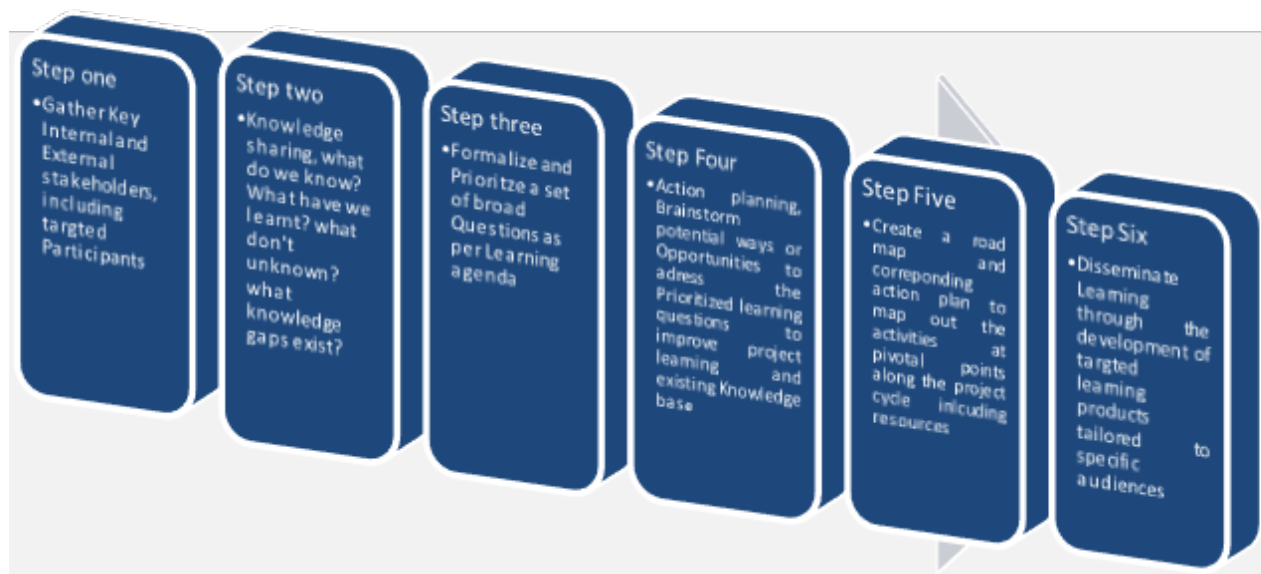 Step one
•Gather Key
Internal and
External
stakeholders,
including
targted
Participants
Step two
•Knowledge
sharing, what
do we know?
What have we
learnt? what
don't
unknown?
what
knowledge
gaps exist?
Step three
•Formalize and
Prioritze a set
of broad
Questions as
per Learning
agenda
Step Four
•Action planning,
Brainstorm
potential ways or
Opportunities to
adress the
Prioritized learning
questions to
improve project
learning and
existing Knowledge
base
Step Five
•Create a road
map and
correponding
action plan to
map out the
activities at
pivotal points
along the project
cycle inlcuding
resources
Step Six
•Disseminate
Learning
through the
development of
targted
learning
products
tailored to
specific
audiences